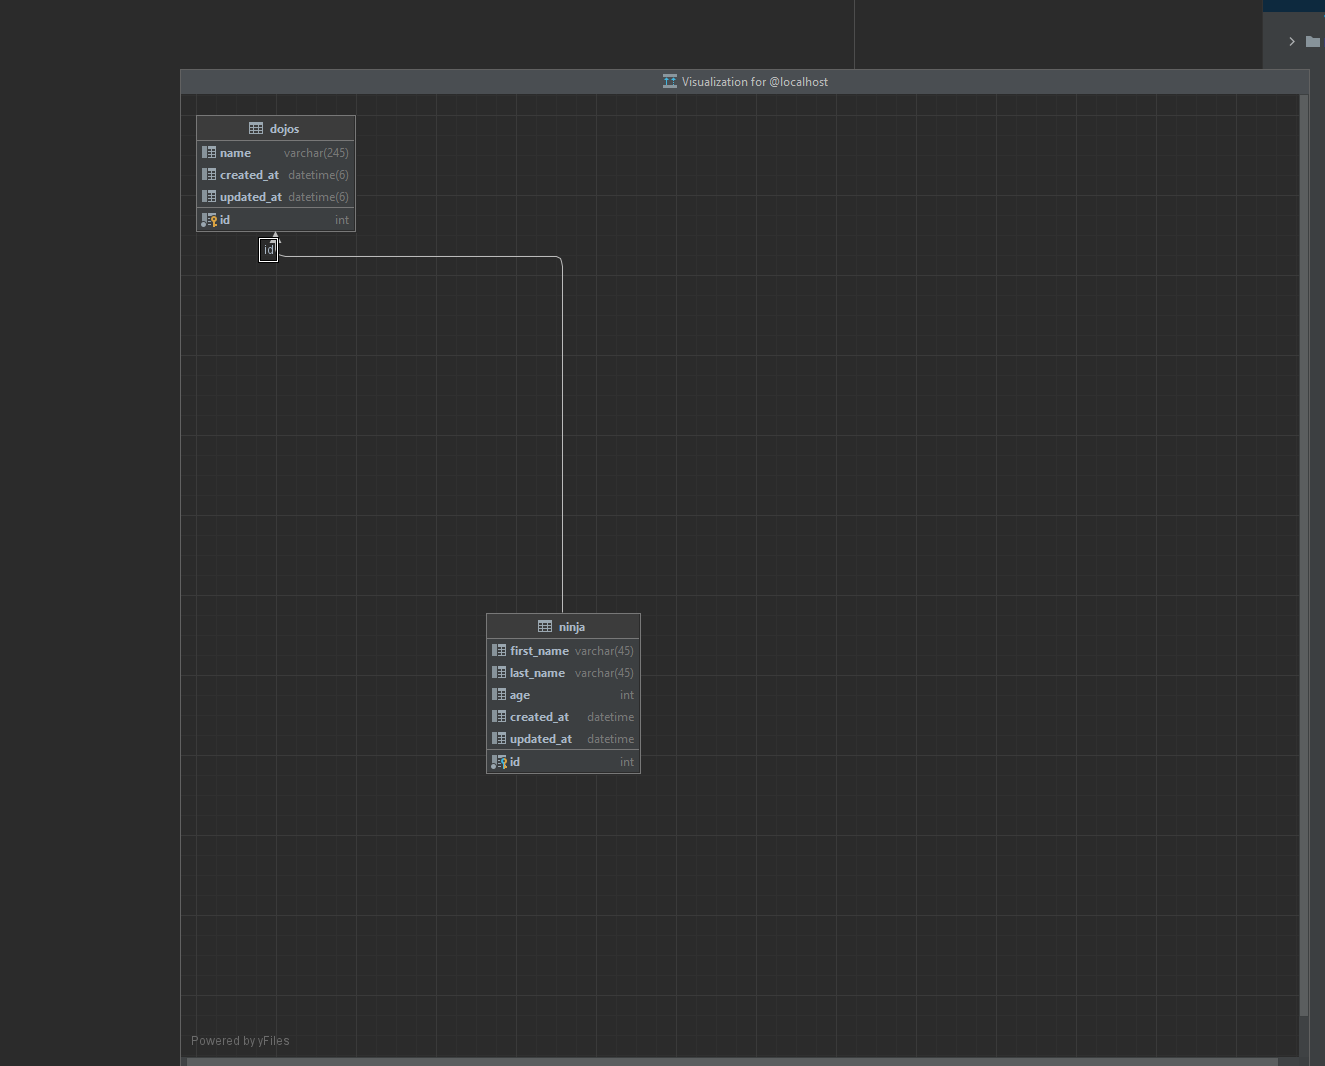 Visualization for @localhost
dojos
name varchar(245)
created_at datetime(6)
updated_at datetime(6)
id int
id
ninja
first_name varchar(45)
last_name varchar(45)
age int
created_at datetime
updated_at datetime
id int
Powered by yFiles